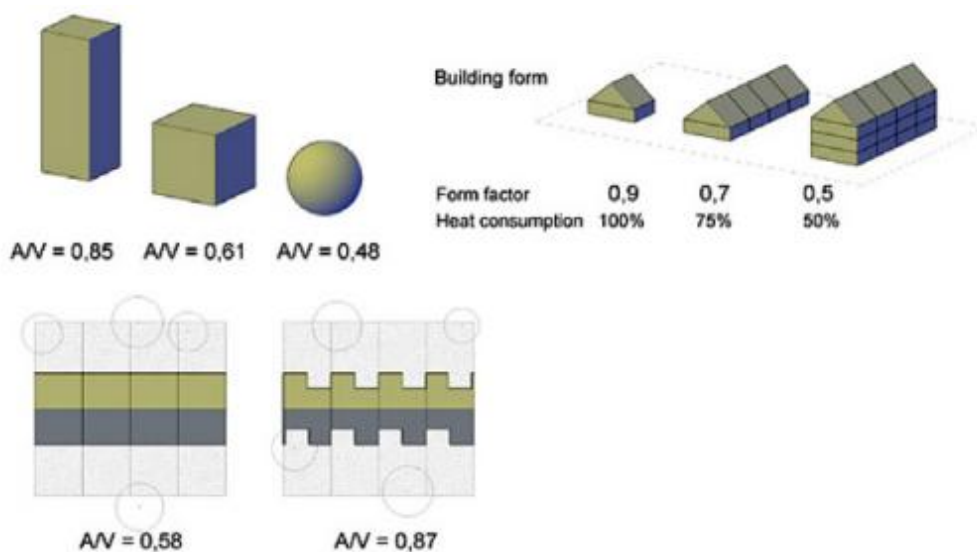 Building form
Form factor 0,9 0,7 0,5
Heat consumption 100% 75% 50%
A/V = 0,85 A/V = 0,61 A/V = 0,48
A/V = 0,58 A/V = 0,87